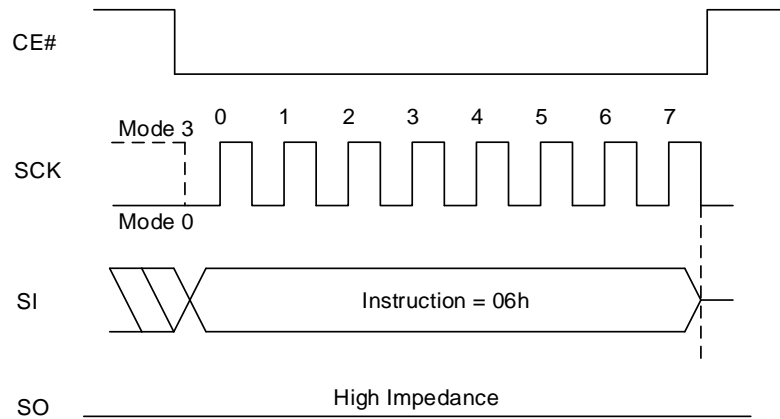 CE#
0 1 2 3 4 5 6 7
Mode 3
SCK
Mode 0
SI
Instruction = 06h
High Impedance
SO